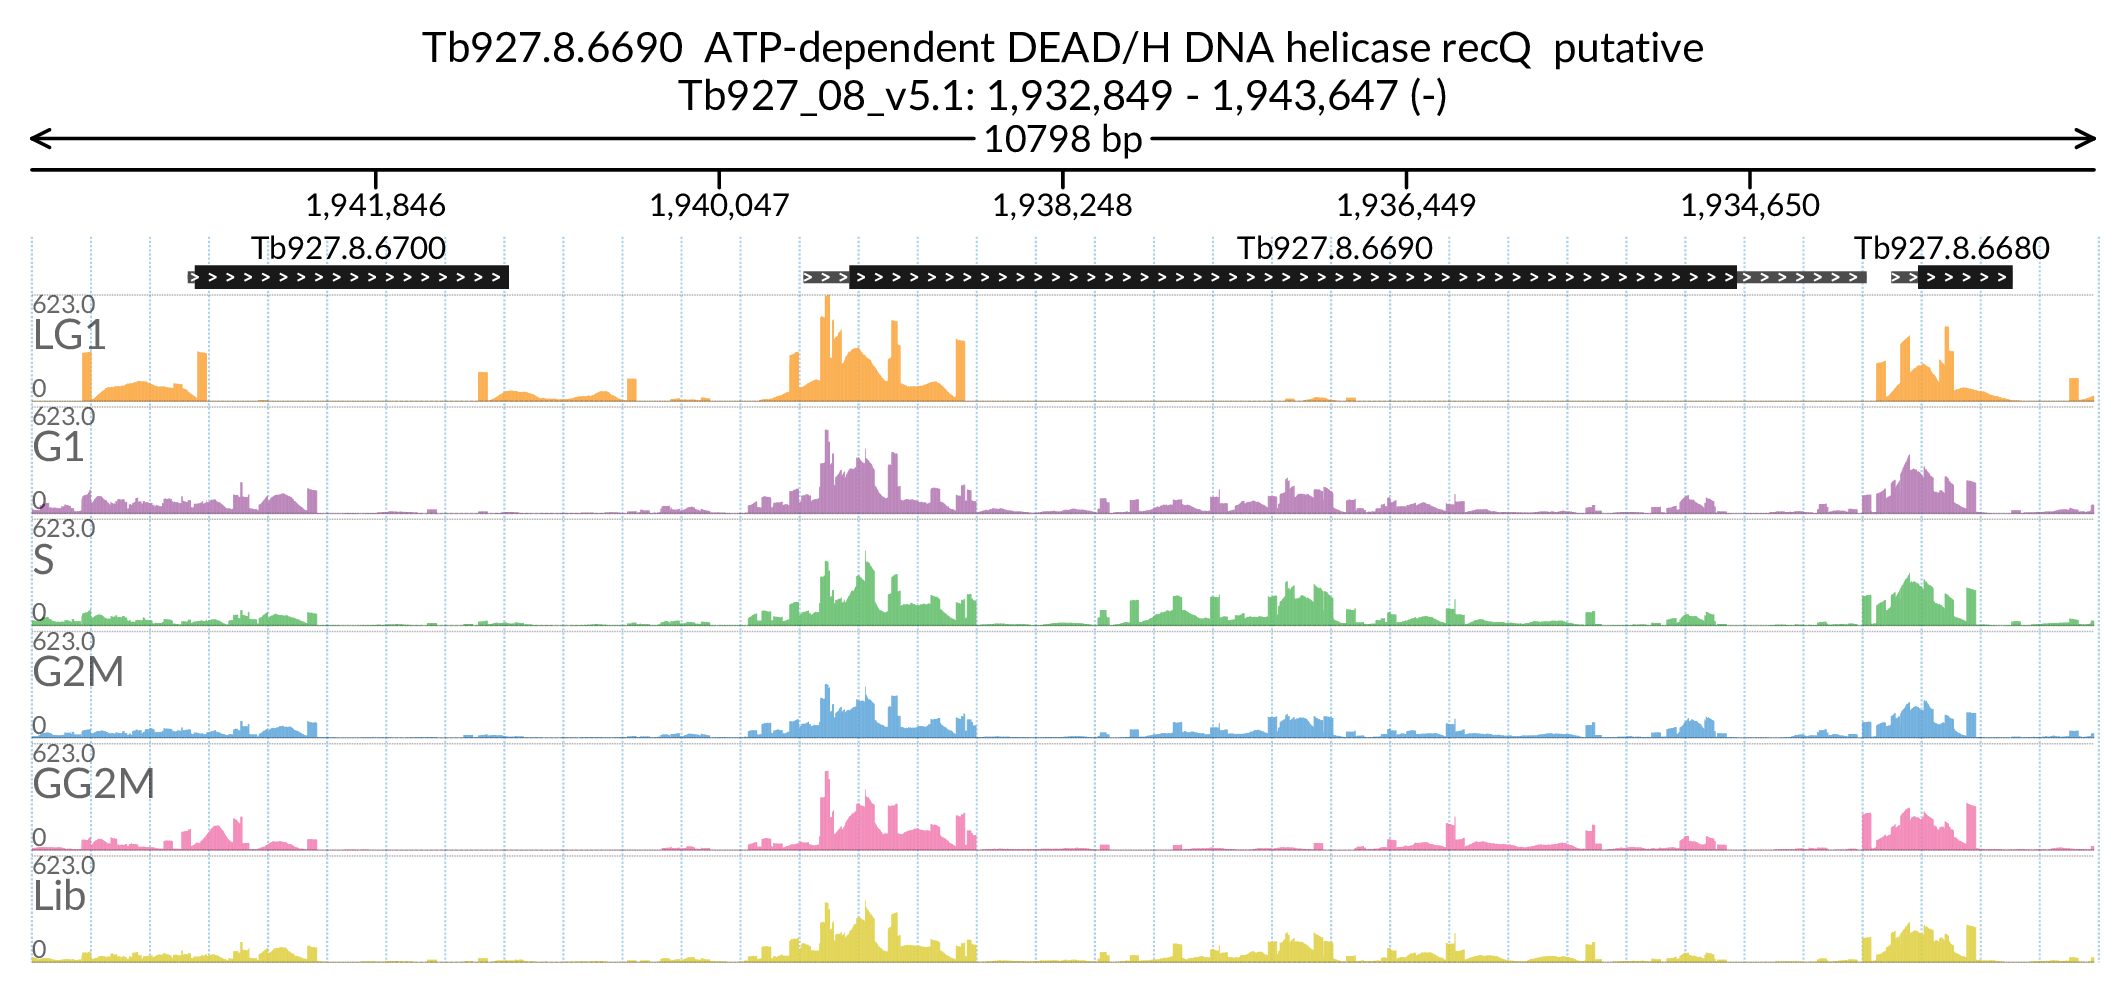 Tb927.8.6690  ATP-dependent DEAD/H DNA helicase recQ  putative
Tb927_08_v5.1: 1,932,849 - 1,943,647 (-)
10798 bp
1,941,846 1,940,047 1,938,248 1,936,449 1,934,650
Tb927.8.6700 Tb927.8.6690 Tb927.8.6680
623.0
LG1
0
623.0
G1
0
623.0
S
0
623.0
G2M
0
623.0
GG2M
0
623.0
Lib
0